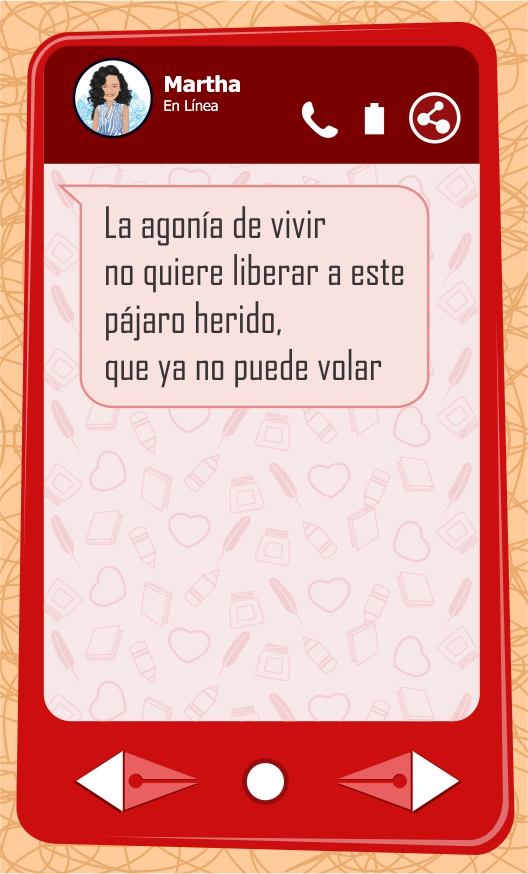 Martha
En Línea
La agonía de vivir
no quiere liberar a este
pájaro herido,
que ya no puede volar